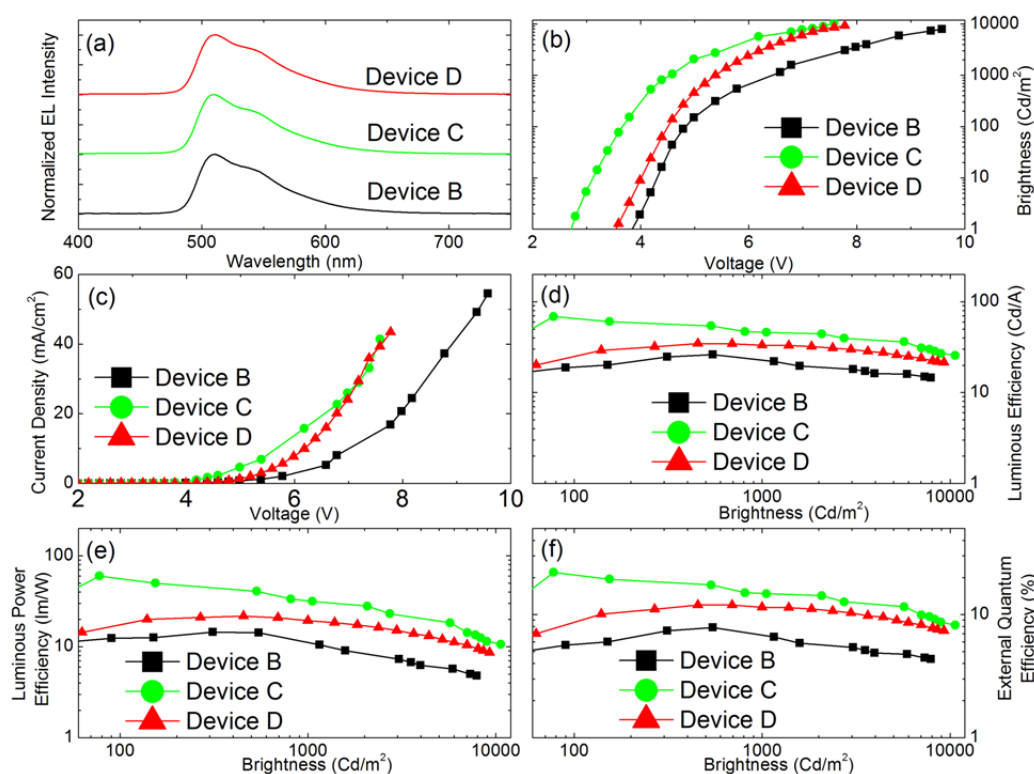 (a)
Device D
Device C
Device B
Normalized EL Intensity
400 500 600 700
Wavelength (nm)
(b)
Device B
Device C
Device D
10000
1000
100
10
1
Brightness (Cd/m²)
2 4 6 8 10
Voltage (V)
(c)
60
40
20
0
Current Density (mA/cm²)
Device B
Device C
Device D
2 4 6 8 10
Voltage (V)
(d)
100
10
1
Luminous Efficiency (Cd/A)
Device B
Device C
Device D
100 1000 10000
Brightness (Cd/m²)
(e)
100
10
1
Luminous Power
Efficiency (lm/W)
Device B
Device C
Device D
100 1000 10000
Brightness (Cd/m²)
(f)
10
1
External Quantum
Efficiency (%)
Device B
Device C
Device D
100 1000 10000
Brightness (Cd/m²)